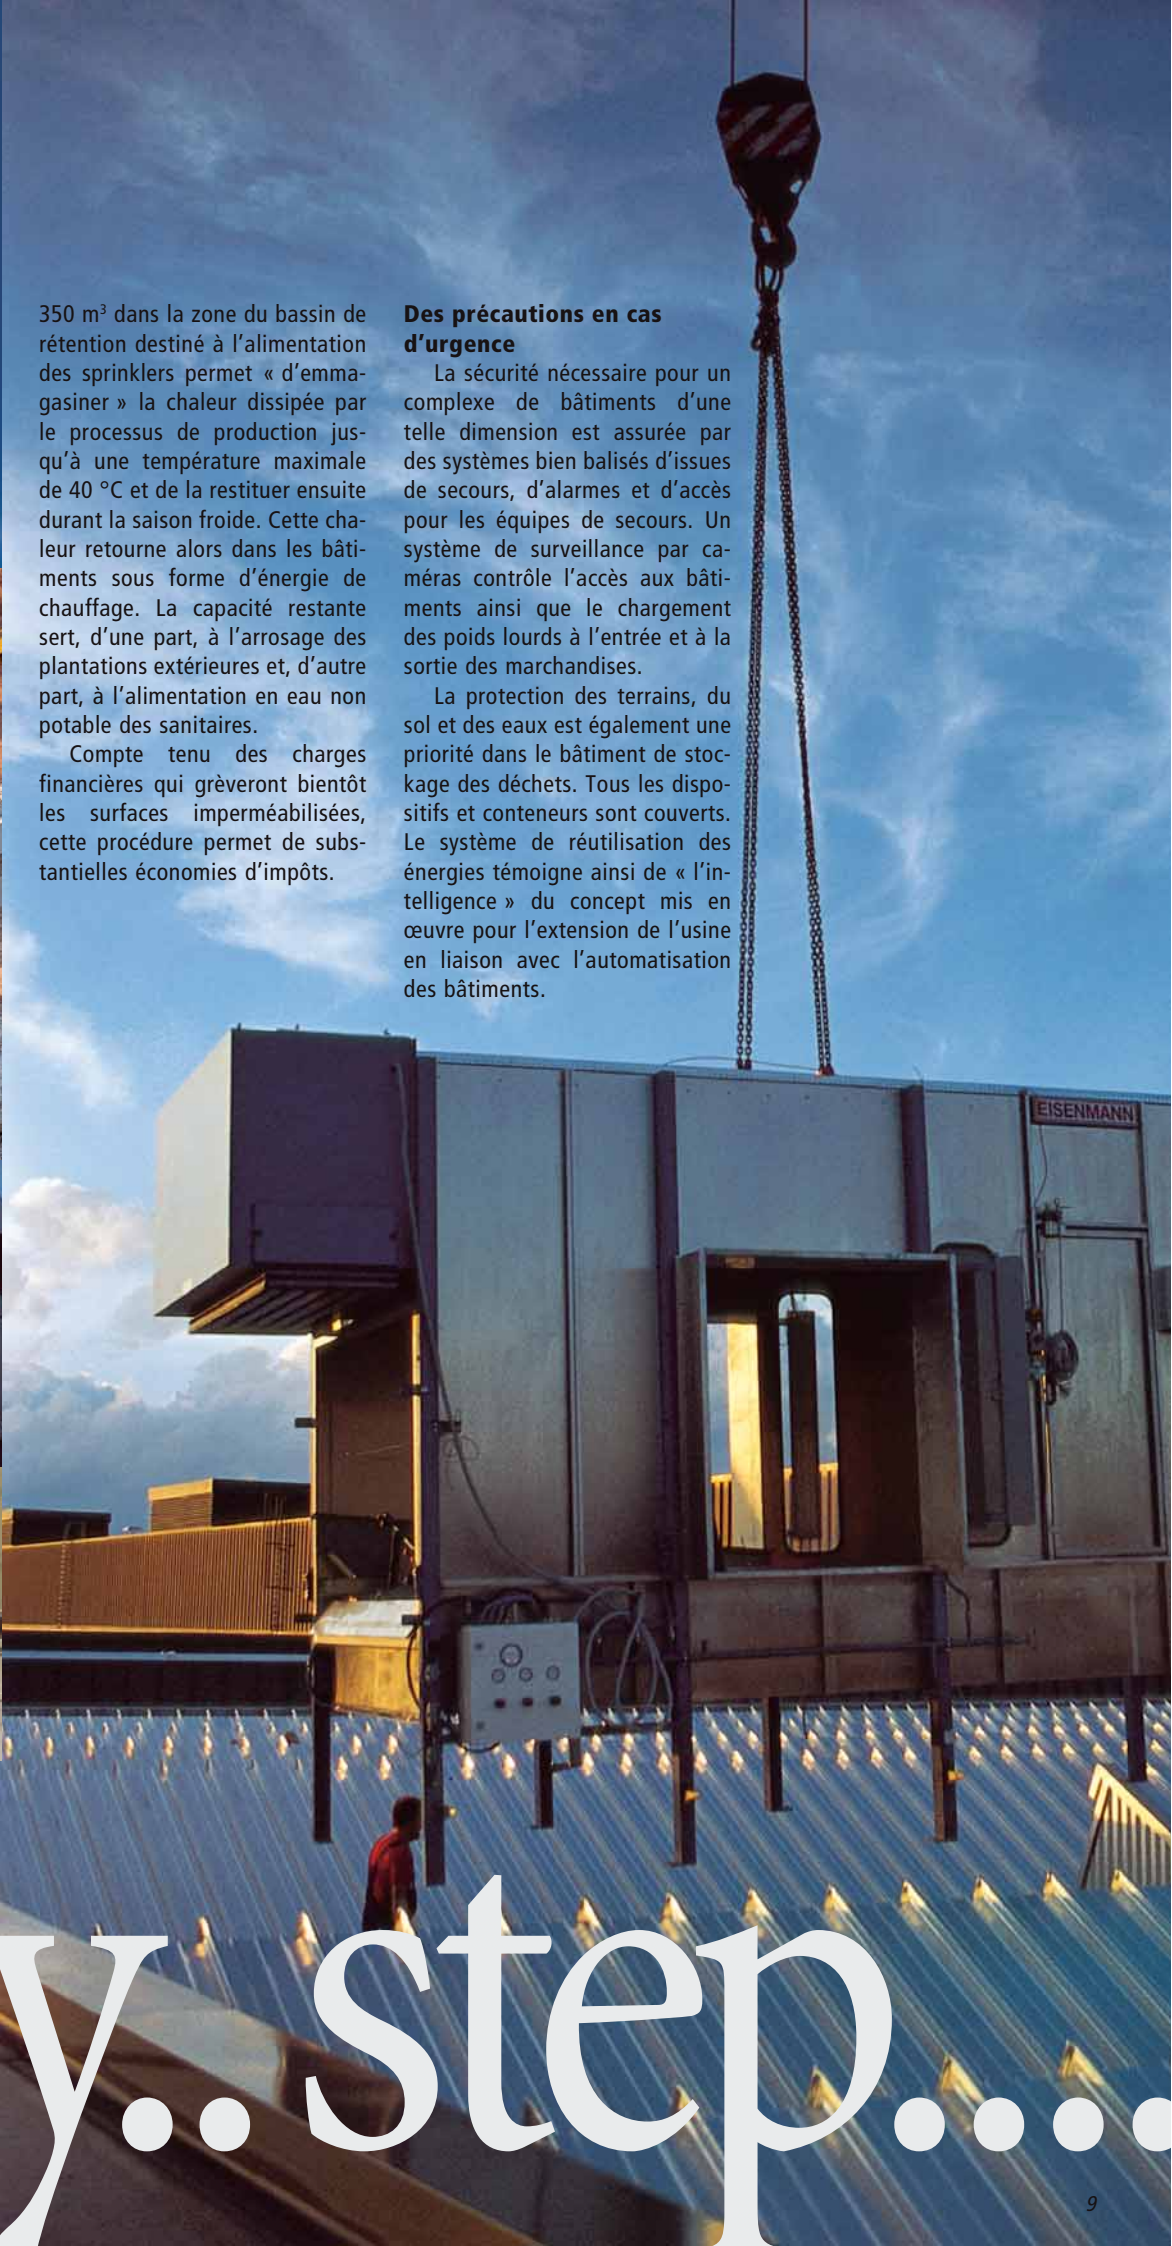 350 m³ dans la zone du bassin de
rétention destiné à l’alimentation
des sprinklers permet « d’emma-
gasiner » la chaleur dissipée par
le processus de production jus-
qu’à une température maximale
de 40 °C et de la restituer ensuite
durant la saison froide. Cette cha-
leur retourne alors dans les bâti-
ments sous forme d’énergie de
chauffage. La capacité restante
sert, d’une part, à l’arrosage des
plantations extérieures et, d’autre
part, à l’alimentation en eau non
potable des sanitaires.
Compte tenu des charges
financières qui grèveront bientôt
les surfaces imperméabilisées,
cette procédure permet de subs-
tantielles économies d’impôts.
Des précautions en cas
d’urgence
La sécurité nécessaire pour un
complexe de bâtiments d’une
telle dimension est assurée par
des systèmes bien balisés d’issues
de secours, d’alarmes et d’accès
pour les équipes de secours. Un
système de surveillance par ca-
méras contrôle l’accès aux bâti-
ments ainsi que le chargement
des poids lourds à l’entrée et à la
sortie des marchandises.
La protection des terrains, du
sol et des eaux est également une
priorité dans le bâtiment de stoc-
kage des déchets. Tous les dispo-
sitifs et conteneurs sont couverts.
Le système de réutilisation des
énergies témoigne ainsi de « l’in-
telligence » du concept mis en
œuvre pour l’extension de l’usine
en liaison avec l’automatisation
des bâtiments.
EISENMANN
y.. step....
9